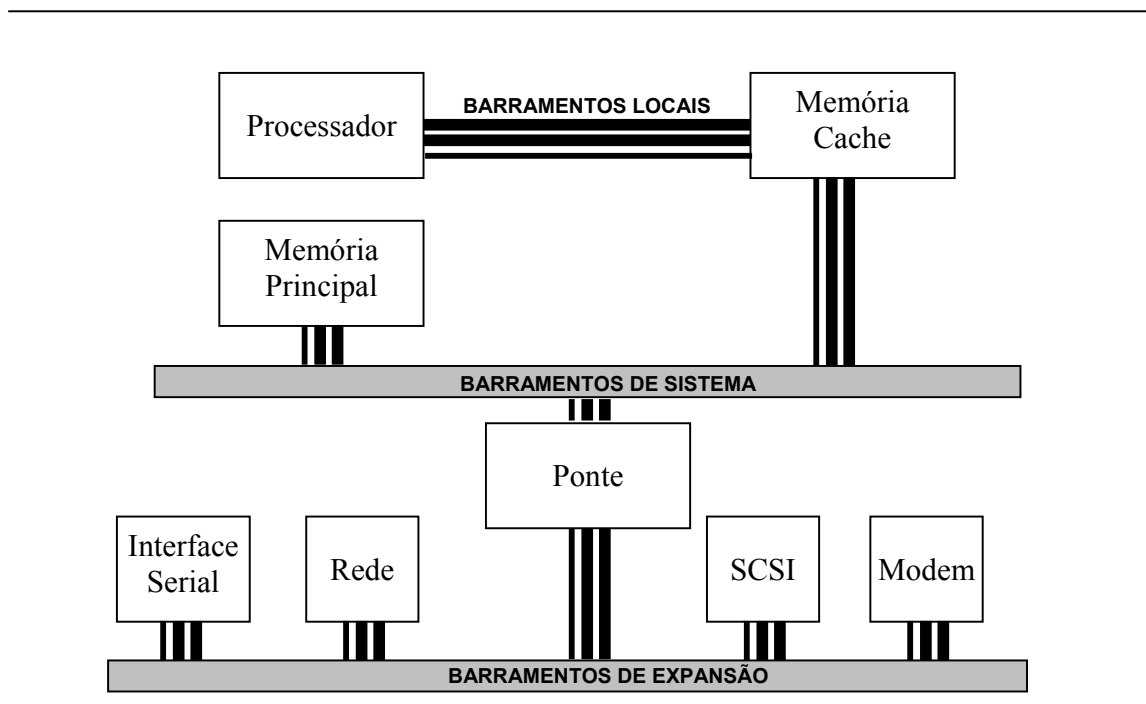 BARRAMENTOS LOCAIS
Processador
Memória
Cache
Memória
Principal
BARRAMENTOS DE SISTEMA
Ponte
Interface
Serial
Rede
SCSI
Modem
BARRAMENTOS DE EXPANSÃO